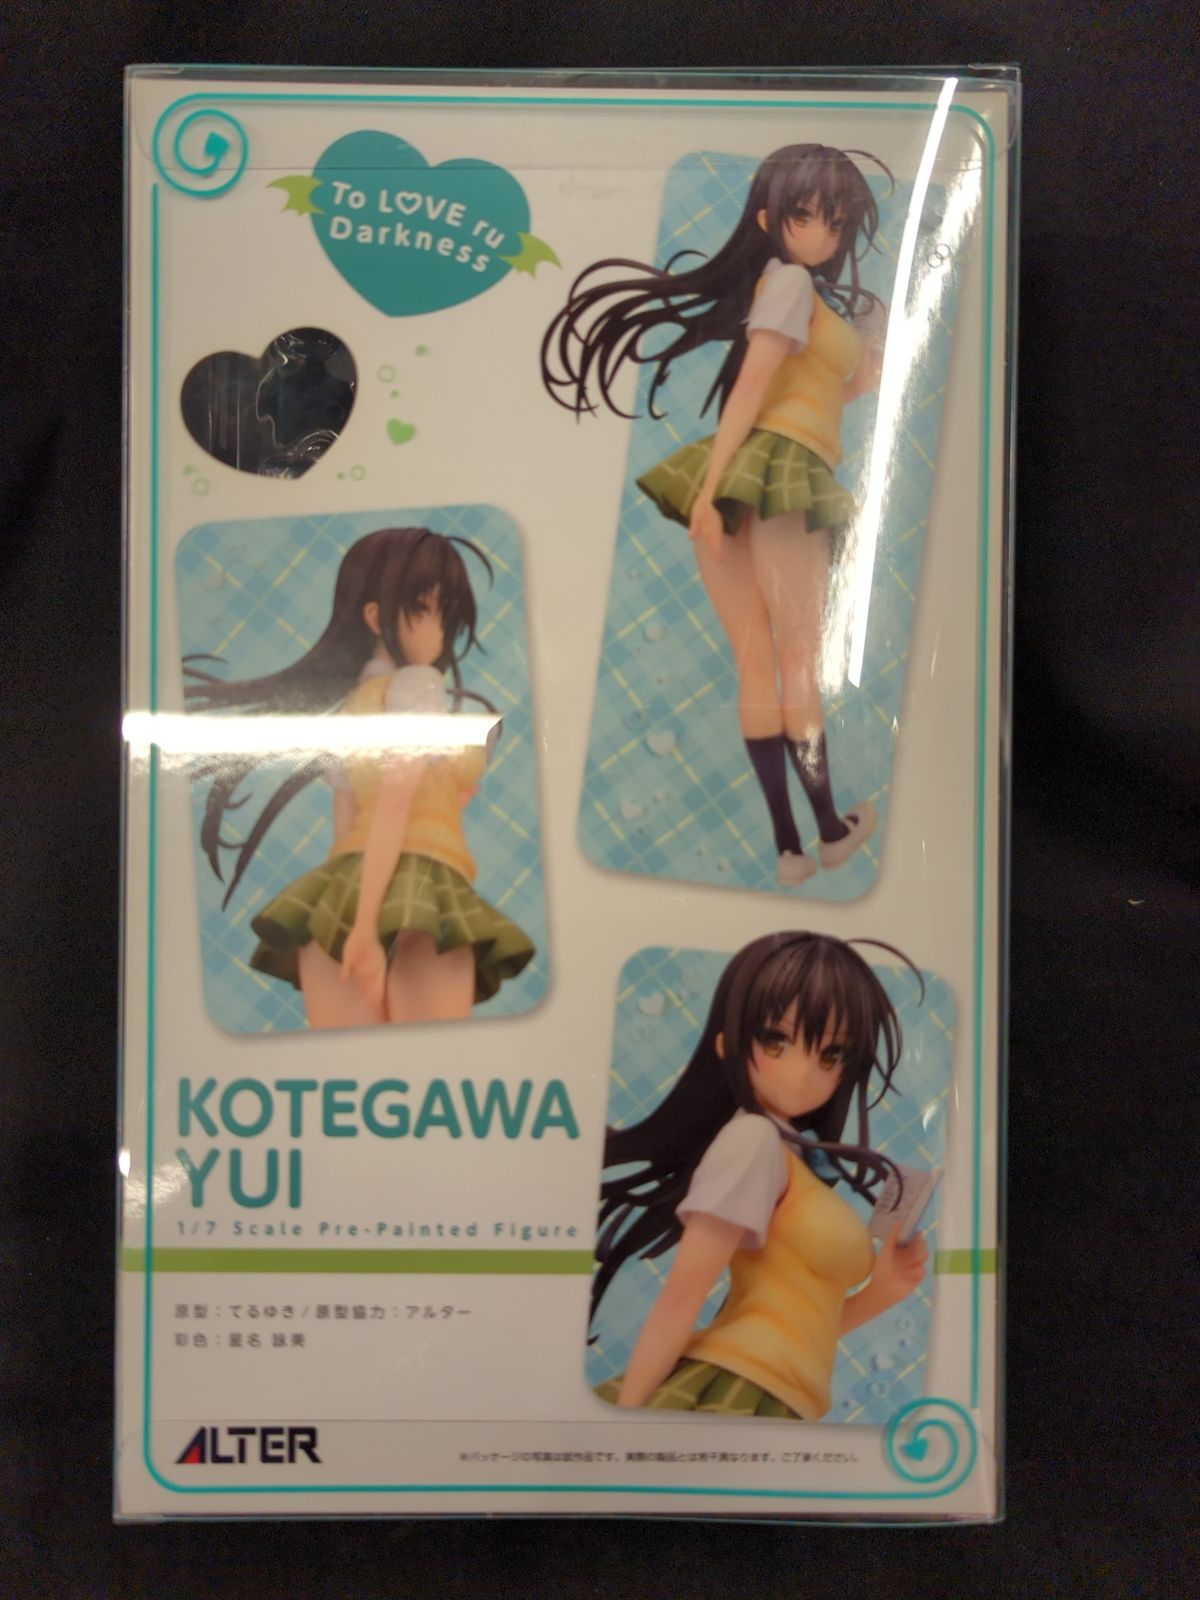 To L♡VE ru
Darkness
KOTEGAWA
YUI
1/7 Scale Pre-Painted Figure
原型：てるゆき / 原型協力：アルター
彩色：星名 詠美
ALTER
※パッケージの写真は試作品です。実際の製品とは若干異なります。ご了承ください。